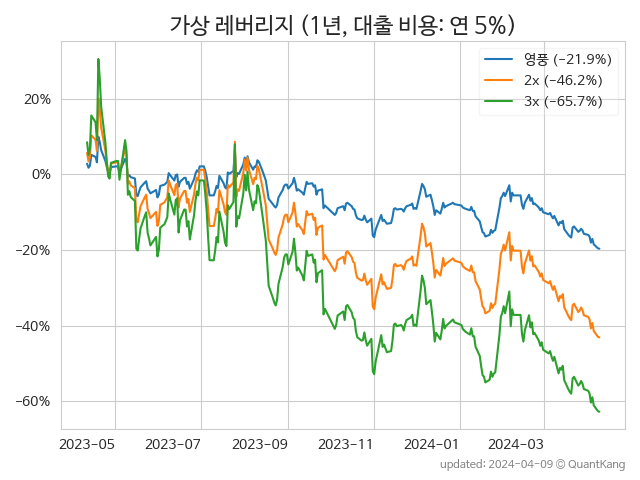 가상 레버리지 (1년, 대출 비용: 연 5%)
영풍 (−21.9%)
2x (−46.2%)
3x (−65.7%)
20%
0%
−20%
−40%
−60%
2023−05 2023−07 2023−09 2023−11 2024−01 2024−03
updated: 2024-04-09 © QuantKang